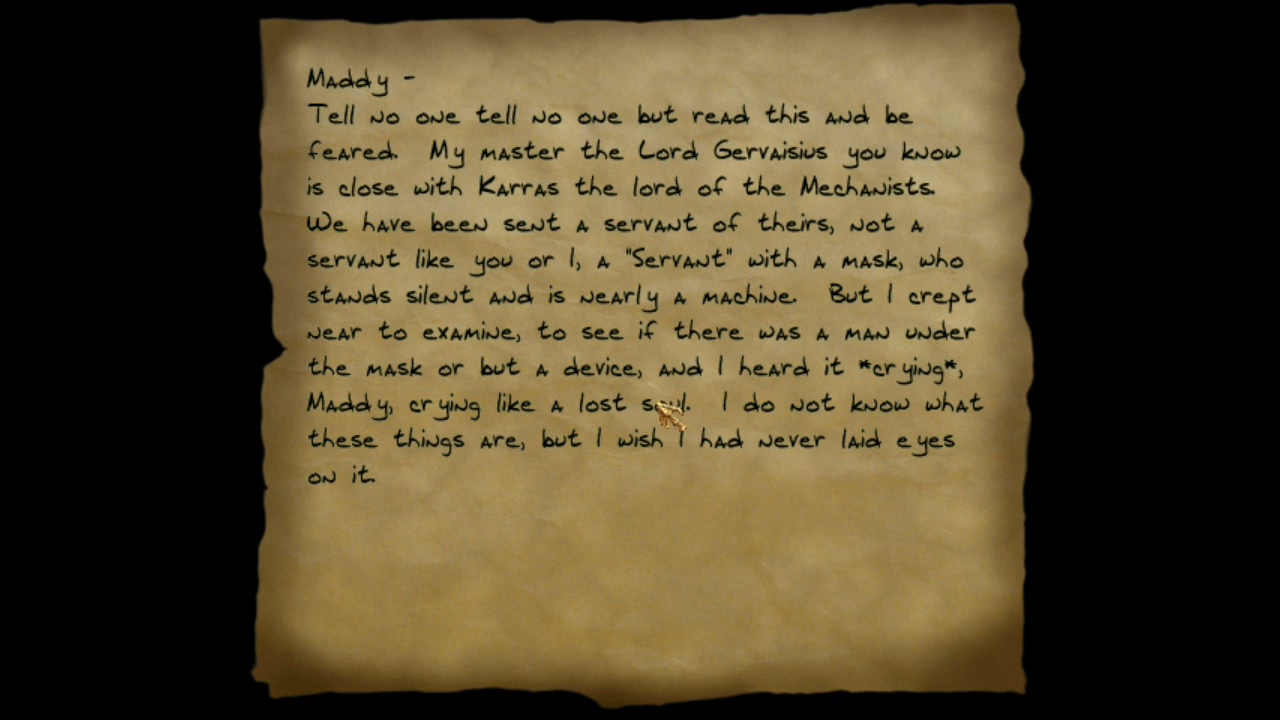 Maddy -
Tell no one tell no one but read this and be
feared.  My master the Lord Gervaisius you know
is close with Karras the lord of the Mechanists.
We have been sent a servant of theirs, not a
servant like you or I, a "Servant" with a mask, who
stands silent and is nearly a machine.  But I crept
near to examine, to see if there was a man under
the mask or but a device, and I heard it *crying*,
Maddy, crying like a lost soul.  I do not know what
these things are, but I wish I had never laid eyes
on it.